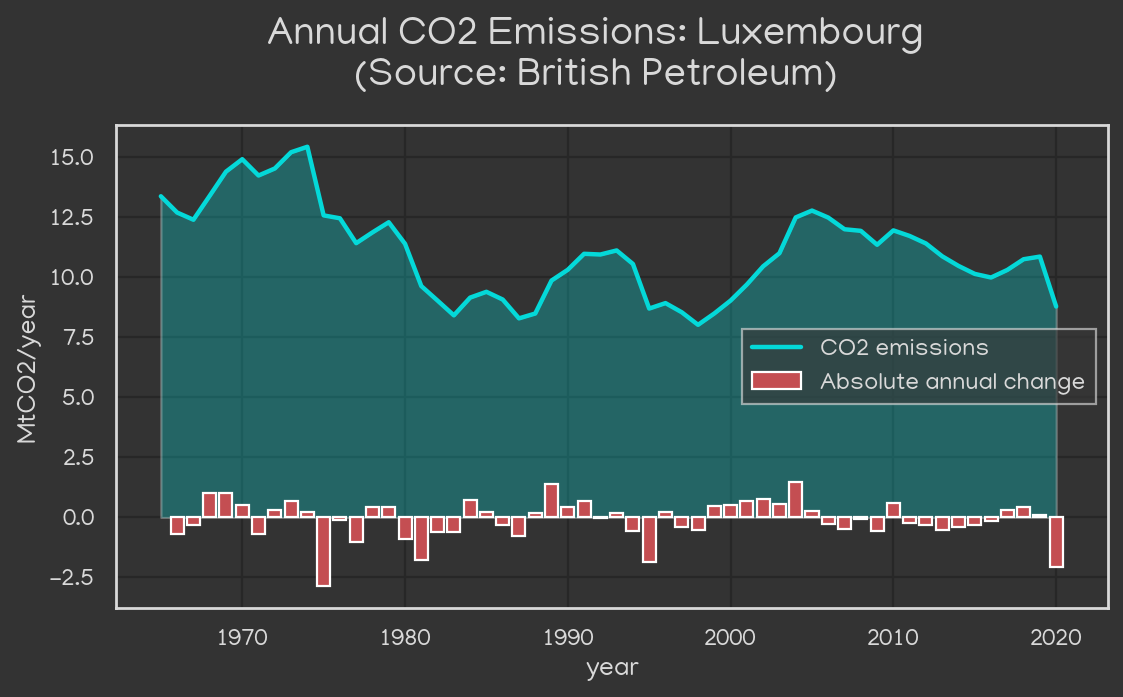 Annual CO2 Emissions: Luxembourg
(Source: British Petroleum)
MtCO2/year
15.0
12.5
10.0
7.5
5.0
2.5
0.0
−2.5
CO2 emissions
Absolute annual change
1970 1980 1990 2000 2010 2020
year